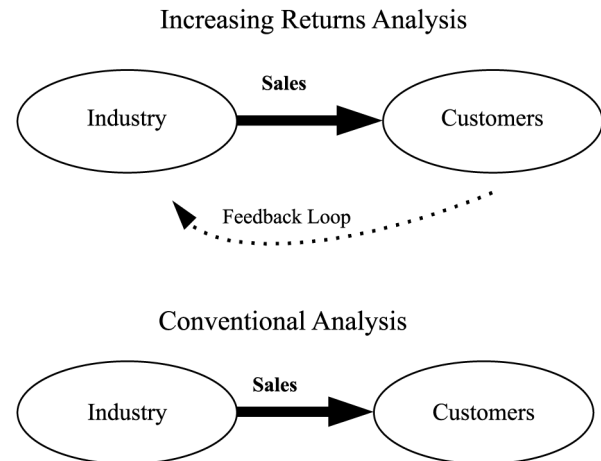 Increasing Returns Analysis
Sales
Industry
Customers
Feedback Loop
Conventional Analysis
Sales
Industry
Customers